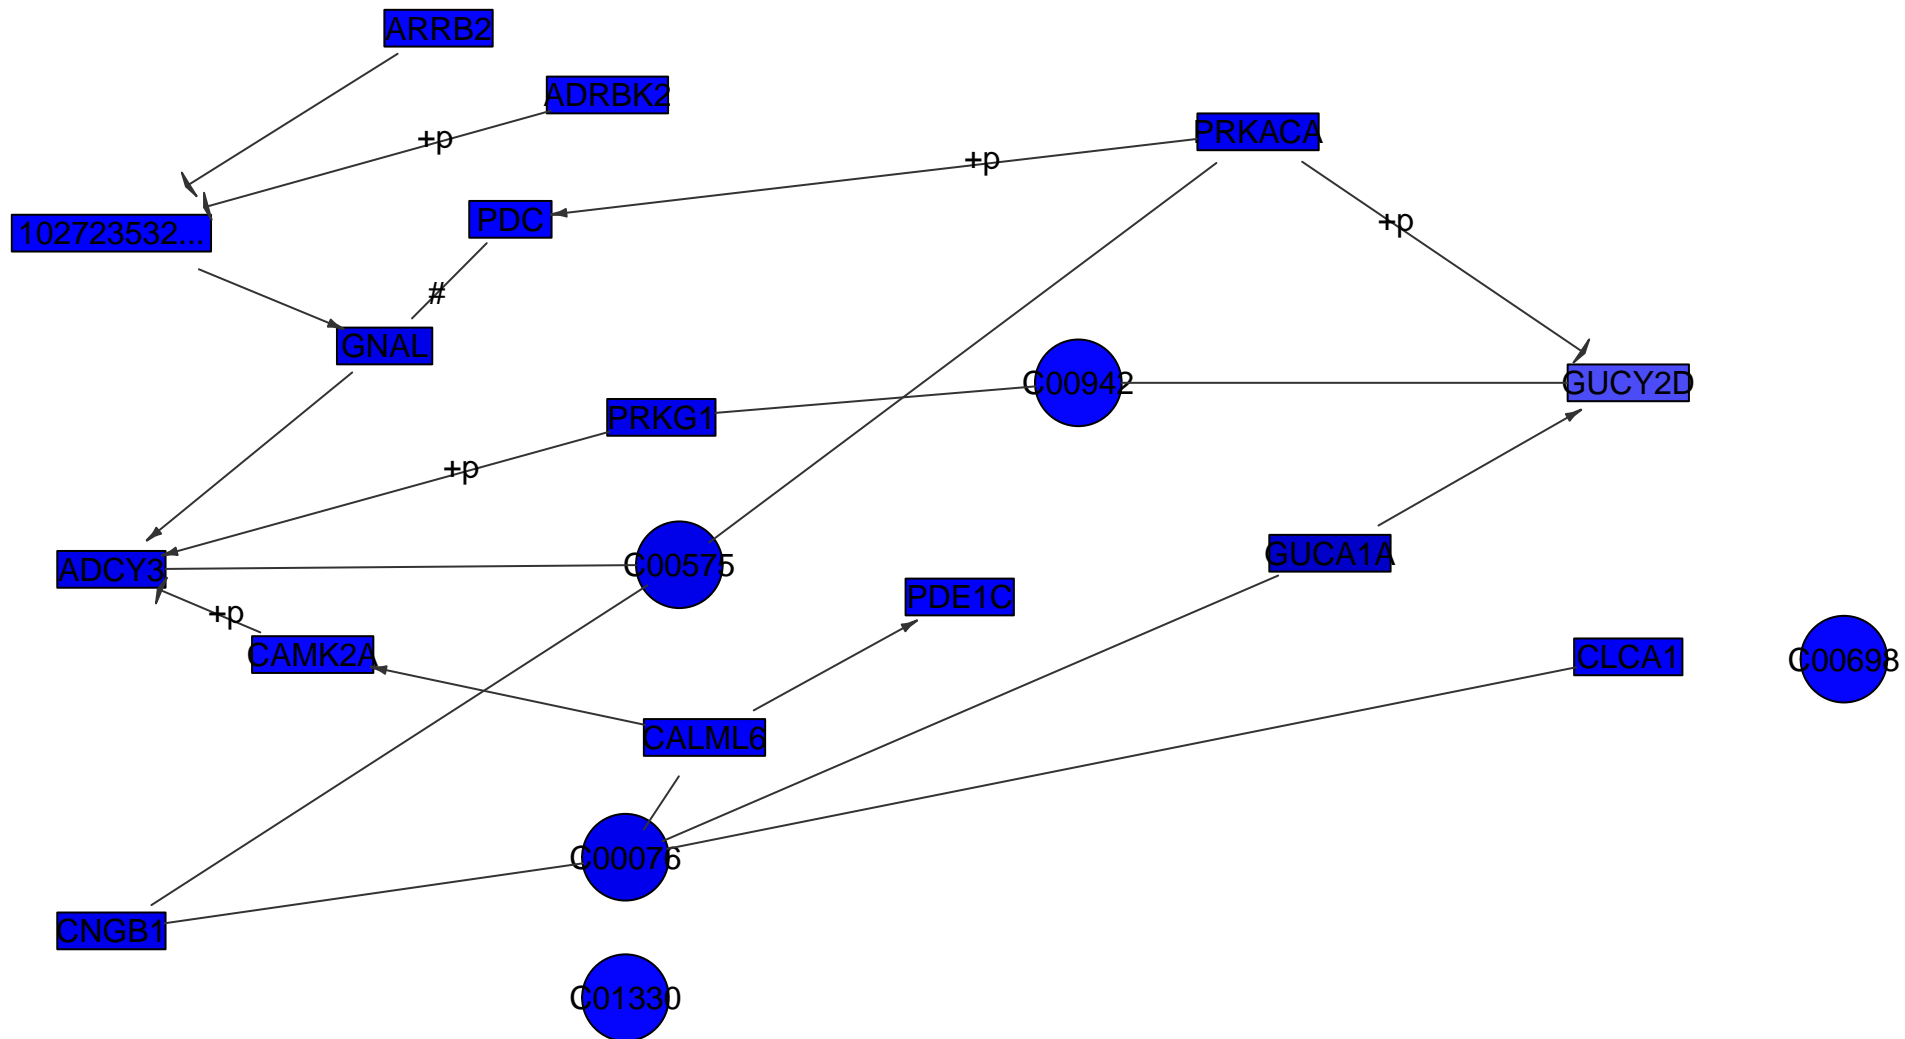 ARRB2
ADRBK2
PRKACA
+p
+p
PDC
+p
102723532...
#
GNAL
C00942
GUCY2D
PRKG1
+p
GUCA1A
C00575
ADCY3
PDE1C
+p
CAMK2A
CLCA1
C00698
CALML6
C00076
CNGB1
C01330